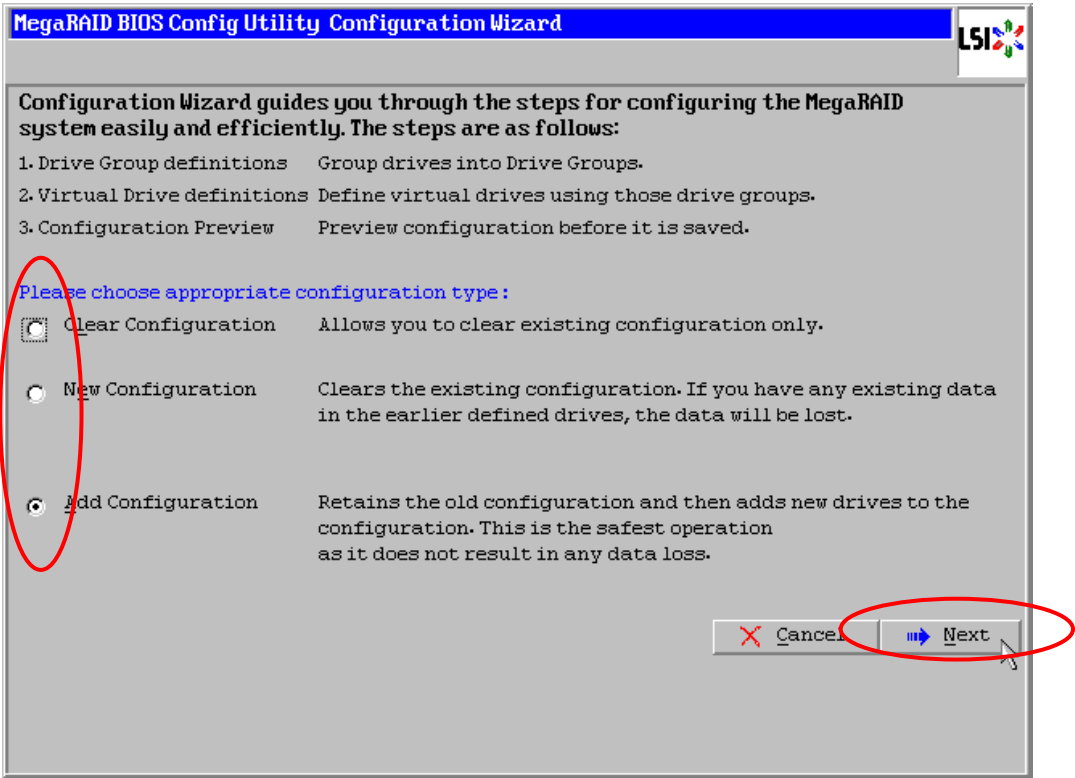 MegaRAID BIOS Config Utility Configuration Wizard
LSI
Configuration Wizard guides you through the steps for configuring the MegaRAID
system easily and efficiently. The steps are as follows:
1. Drive Group definitions Group drives into Drive Groups.
2. Virtual Drive definitions Define virtual drives using those drive groups.
3. Configuration Preview Preview configuration before it is saved.
Please choose appropriate configuration type:
Clear Configuration Allows you to clear existing configuration only.
New Configuration Clears the existing configuration. If you have any existing data
in the earlier defined drives, the data will be lost.
Add Configuration Retains the old configuration and then adds new drives to the
configuration. This is the safest operation
as it does not result in any data loss.
Cancel Next